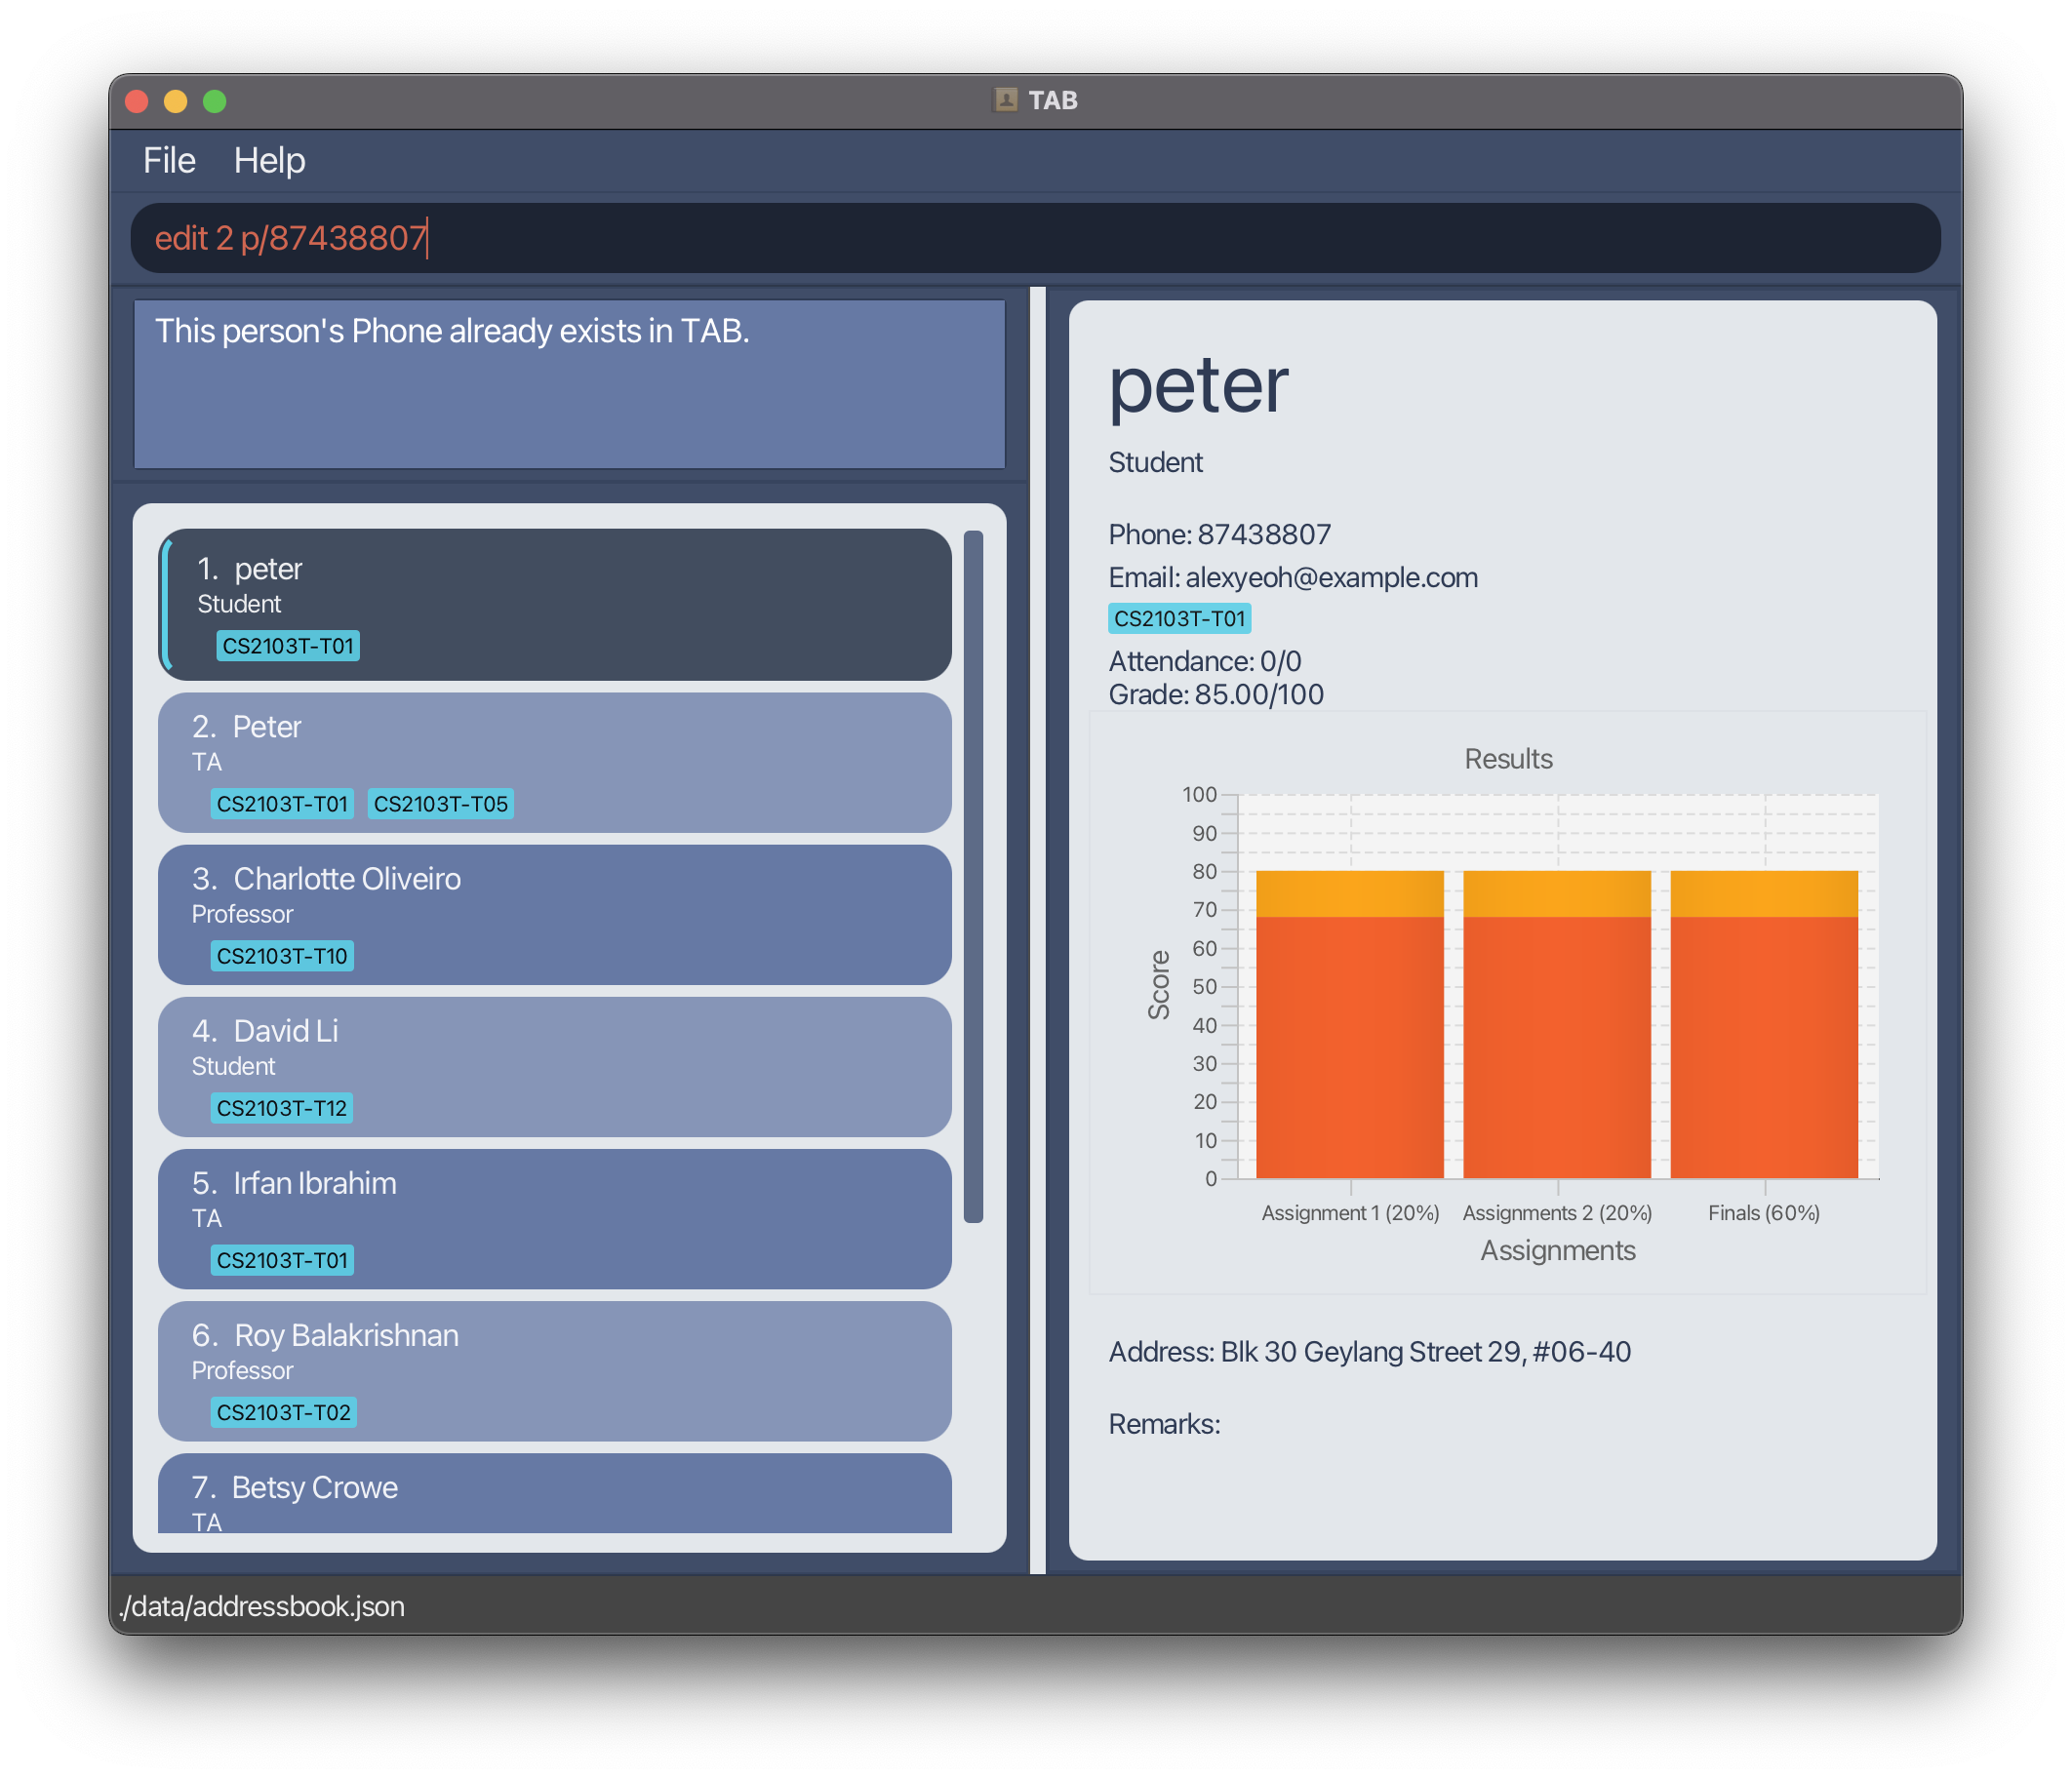 TAB
File Help
edit 2 p/87438807
This person's Phone already exists in TAB.
1. peter
Student
CS2103T-T01
2. Peter
TA
CS2103T-T01 CS2103T-T05
3. Charlotte Oliveiro
Professor
CS2103T-T10
4. David Li
Student
CS2103T-T12
5. Irfan Ibrahim
TA
CS2103T-T01
6. Roy Balakrishnan
Professor
CS2103T-T02
7. Betsy Crowe
TA
peter
Student
Phone: 87438807
Email: alexyeoh@example.com
CS2103T-T01
Attendance: 0/0
Grade: 85.00/100
Results
100
90
80
70
60
50
40
30
20
10
0
Score
Assignment 1 (20%) Assignments 2 (20%) Finals (60%)
Assignments
Address: Blk 30 Geylang Street 29, #06-40
Remarks:
./data/addressbook.json